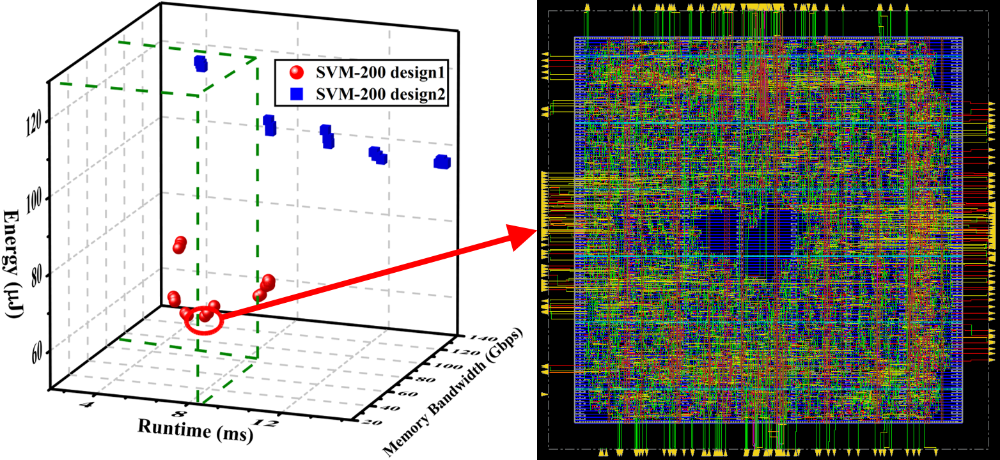 SVM-200 design1
SVM-200 design2
120
100
80
60
Energy (μJ)
4
8
12
Runtime (ms)
140
120
100
80
60
40
20
Memory Bandwidth (Gbps)